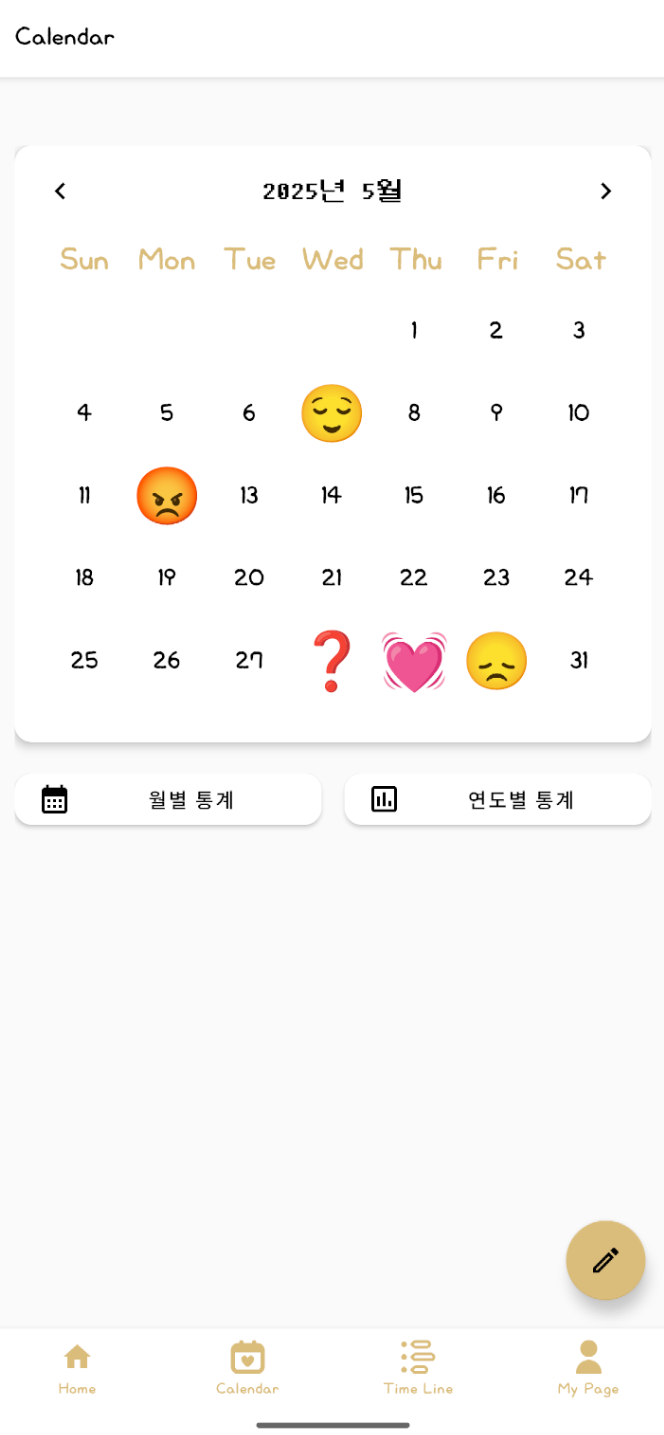 Calendar
2025년 5월
Sun Mon Tue Wed Thu Fri Sat
1 2 3
4 5 6 8 9 10
11 13 14 15 16 17
18 19 20 21 22 23 24
25 26 27 31
월별 통계 연도별 통계
Home Calendar Time Line My Page